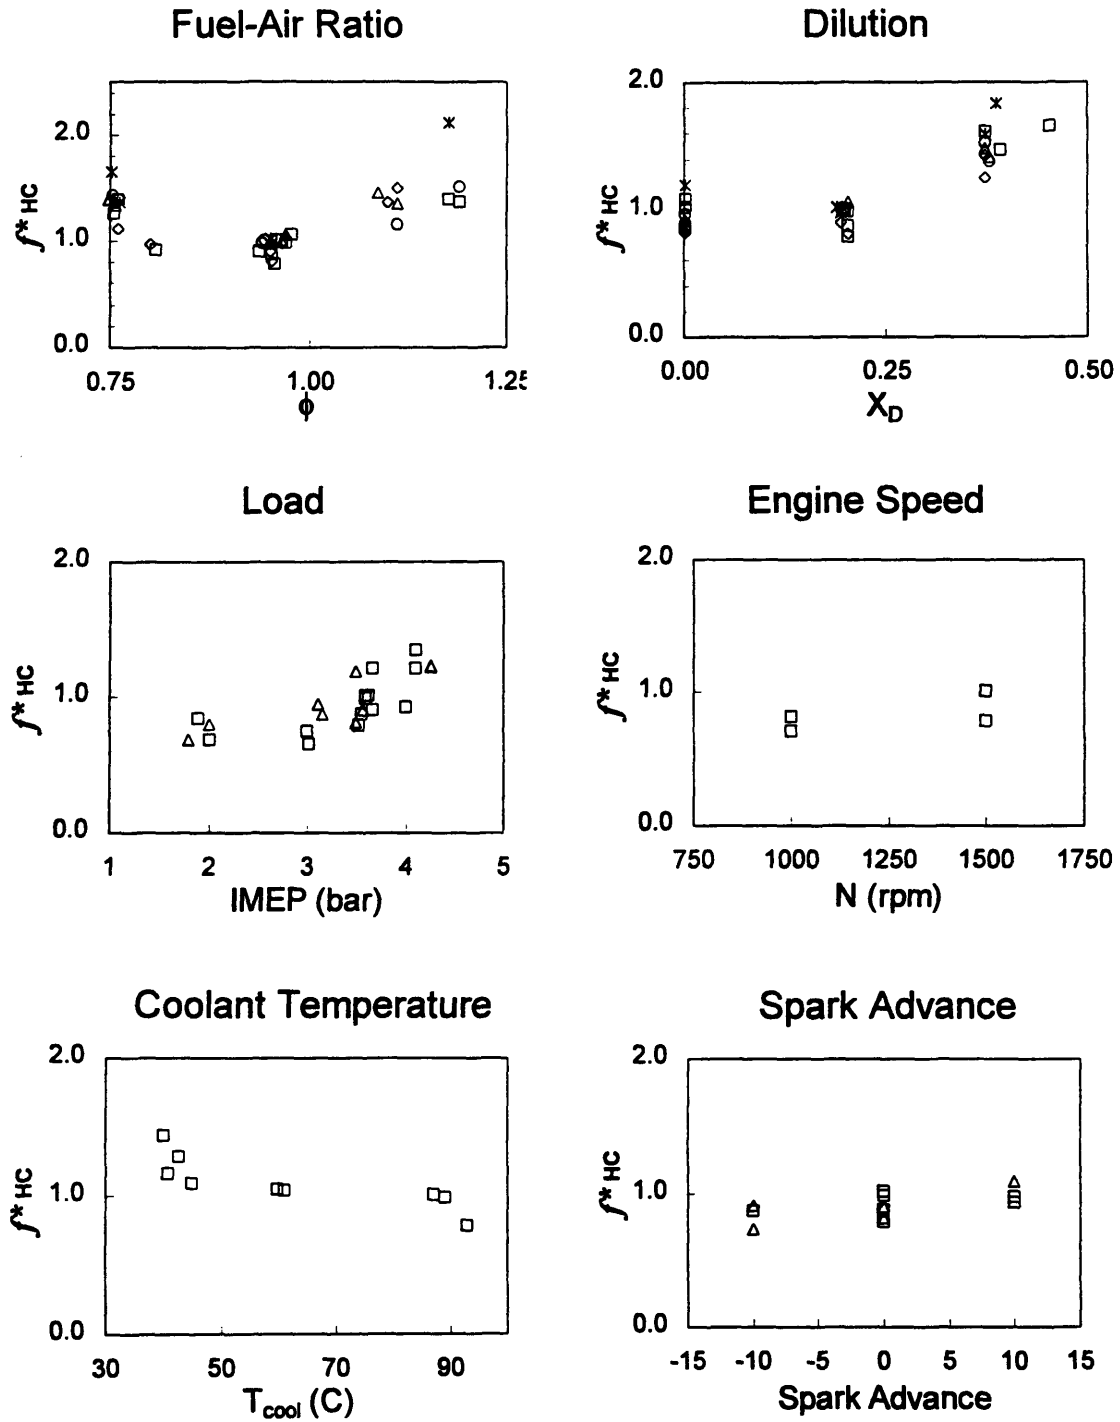 Fuel-Air Ratio
2.0
1.0
0.0
f*HC
0.75 1.00 1.25
ϕ
Dilution
2.0
1.0
0.0
f*HC
0.00 0.25 0.50
XD
Load
2.0
1.0
0.0
f*HC
1 2 3 4 5
IMEP (bar)
Engine Speed
2.0
1.0
0.0
f*HC
750 1000 1250 1500 1750
N (rpm)
Coolant Temperature
2.0
1.0
0.0
f*HC
30 50 70 90
Tcool (C)
Spark Advance
2.0
1.0
0.0
f*HC
-15 -10 -5 0 5 10 15
Spark Advance